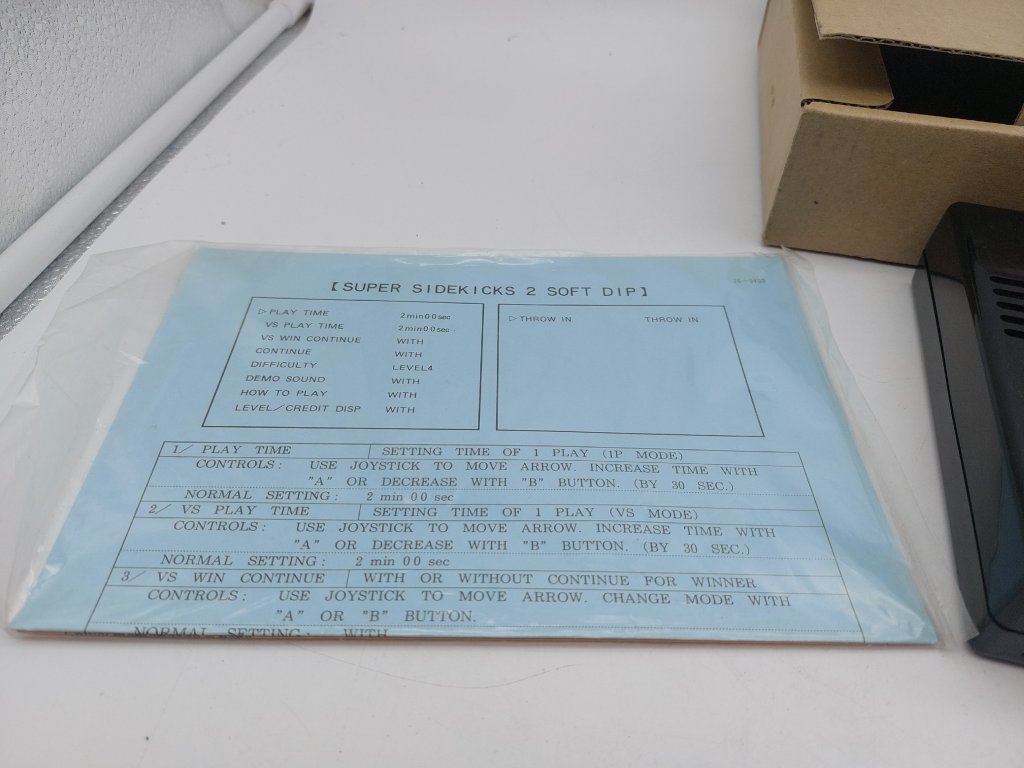 【SUPER SIDEKICKS 2 SOFT DIP】
▷PLAY TIME 2min00sec
VS PLAY TIME 2min00sec
VS WIN CONTINUE WITH
CONTINUE WITH
DIFFICULTY LEVEL4
DEMO SOUND WITH
HOW TO PLAY WITH
LEVEL/CREDIT DISP WITH
▷THROW IN THROW IN
1/ PLAY TIME SETTING TIME OF 1 PLAY (1P MODE)
CONTROLS: USE JOYSTICK TO MOVE ARROW. INCREASE TIME WITH
"A" OR DECREASE WITH "B" BUTTON. (BY 30 SEC.)
NORMAL SETTING: 2 min 00 sec
2/ VS PLAY TIME SETTING TIME OF 1 PLAY (VS MODE)
CONTROLS: USE JOYSTICK TO MOVE ARROW. INCREASE TIME WITH
"A" OR DECREASE WITH "B" BUTTON. (BY 30 SEC.)
NORMAL SETTING: 2 min 00 sec
3/ VS WIN CONTINUE WITH OR WITHOUT CONTINUE FOR WINNER
CONTROLS: USE JOYSTICK TO MOVE ARROW. CHANGE MODE WITH
"A" OR "B" BUTTON.
NORMAL SETTING: WITH